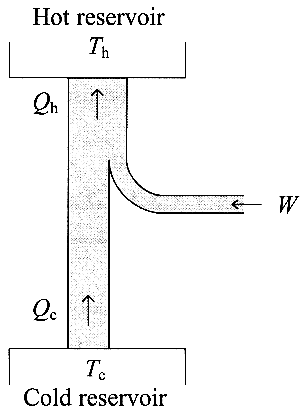 Hot reservoir
Th
Qh
W
Qc
Tc
Cold reservoir